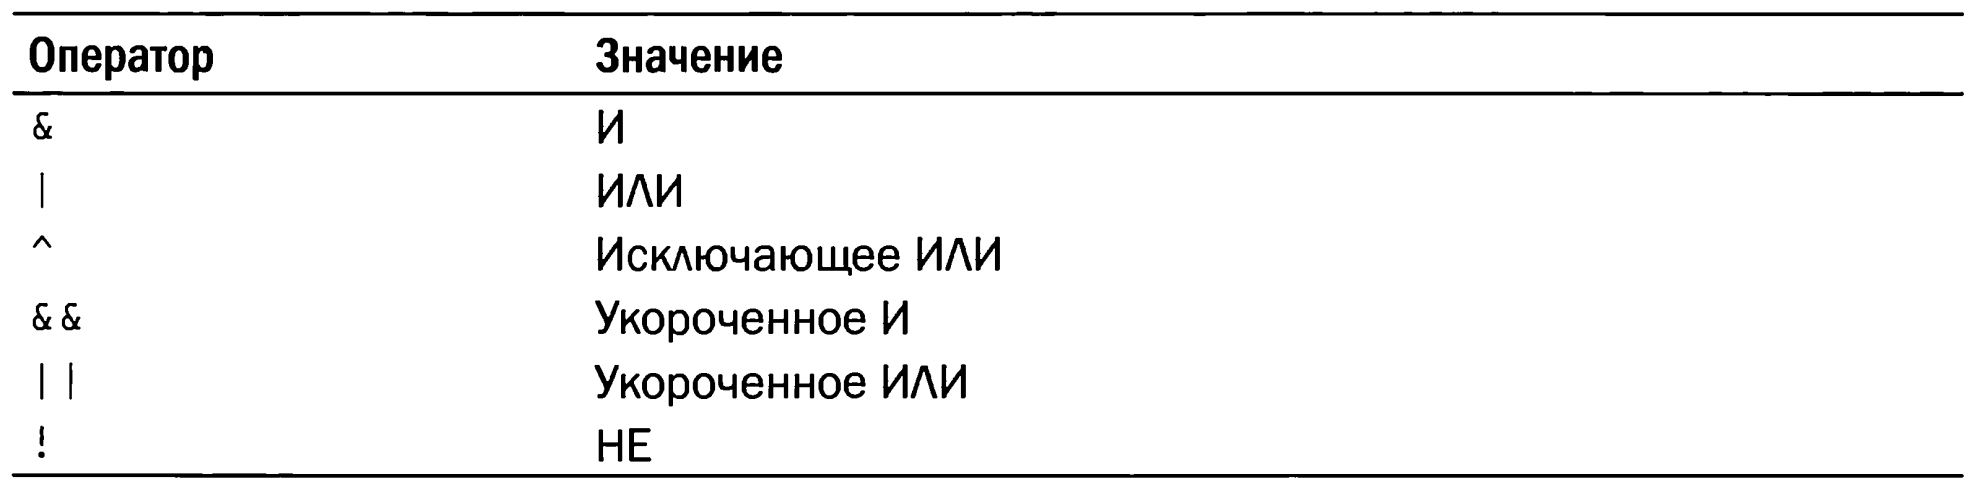 Оператор Значение
& И
| ИЛИ
^ Исключающее ИЛИ
&& Укороченное И
|| Укороченное ИЛИ
! НЕ